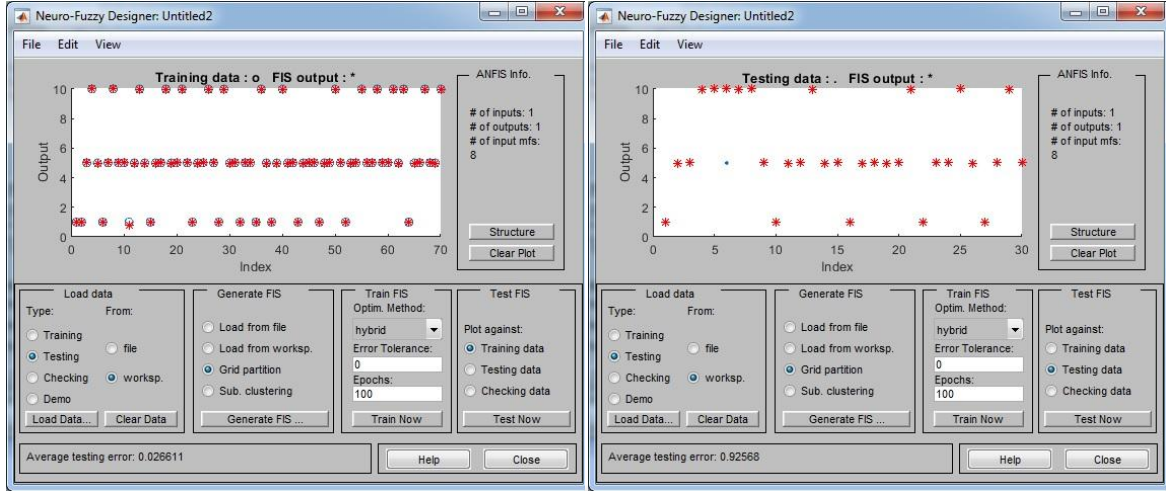 Neuro-Fuzzy Designer: Untitled2
File Edit View
Training data : o FIS output : *
10
8
6
4
2
0
Output
0 10 20 30 40 50 60 70
Index
ANFIS Info.
# of inputs: 1
# of outputs: 1
# of input mfs:
8
Structure
Clear Plot
Load data
Type: From:
Training
Testing
Checking
Demo
file
worksp.
Load Data... Clear Data
Generate FIS
Load from file
Load from worksp.
Grid partition
Sub. clustering
Generate FIS ...
Train FIS
Optim. Method:
hybrid
Error Tolerance:
0
Epochs:
100
Train Now
Test FIS
Plot against:
Training data
Testing data
Checking data
Test Now
Average testing error: 0.026611
Help Close
Neuro-Fuzzy Designer: Untitled2
File Edit View
Testing data : . FIS output : *
10
8
6
4
2
0
Output
0 5 10 15 20 25 30
Index
ANFIS Info.
# of inputs: 1
# of outputs: 1
# of input mfs:
8
Structure
Clear Plot
Load data
Type: From:
Training
Testing
Checking
Demo
file
worksp.
Load Data... Clear Data
Generate FIS
Load from file
Load from worksp.
Grid partition
Sub. clustering
Generate FIS ...
Train FIS
Optim. Method:
hybrid
Error Tolerance:
0
Epochs:
100
Train Now
Test FIS
Plot against:
Training data
Testing data
Checking data
Test Now
Average testing error: 0.92568
Help Close